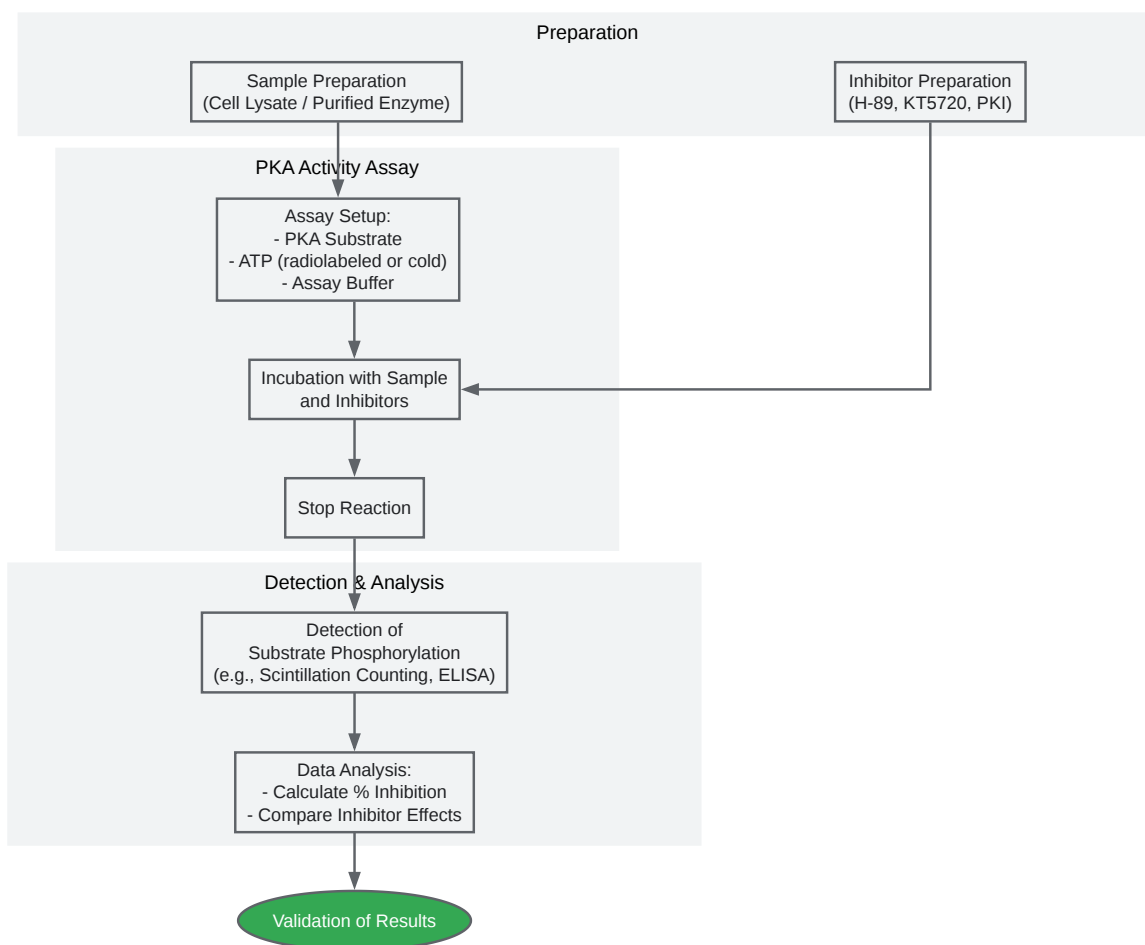 Preparation
Sample Preparation
(Cell Lysate / Purified Enzyme)
Inhibitor Preparation
(H-89, KT5720, PKI)
PKA Activity Assay
Assay Setup:
- PKA Substrate
- ATP (radiolabeled or cold)
- Assay Buffer
Incubation with Sample
and Inhibitors
Stop Reaction
Detection & Analysis
Detection of
Substrate Phosphorylation
(e.g., Scintillation Counting, ELISA)
Data Analysis:
- Calculate % Inhibition
- Compare Inhibitor Effects
Validation of Results